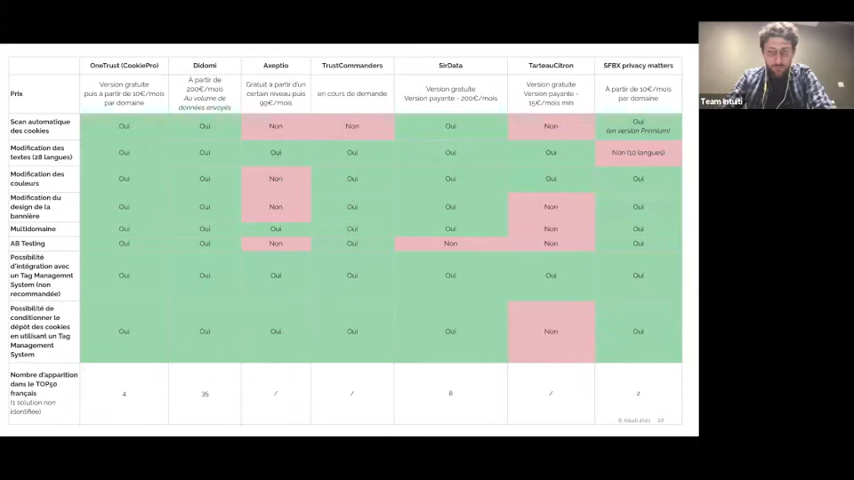 OneTrust (CookiePro) Didomi Axeptio TrustCommanders SirData TarteauCitron SFBX privacy matters
Prix
Version gratuite
puis à partir de 10€/mois
par domaine
À partir de
200€/mois
Au volume de
données envoyés
Gratuit à partir d'un
certain niveau puis
99€/mois
en cours de demande
Version gratuite
Version payante - 200€/mois
Version gratuite
Version payante -
15€/mois min
À partir de 10€/mois
par domaine
Scan automatique
des cookies
Oui Oui Non Non Oui Non Oui
(en version Premium)
Modification des
textes (28 langues)
Oui Oui Oui Oui Oui Oui Non (10 langues)
Modification des
couleurs
Oui Oui Non Oui Oui Oui Oui
Modification du
design de la
bannière
Oui Oui Non Oui Oui Non Oui
Multidomaine Oui Oui Oui Oui Oui Non Oui
AB Testing Oui Oui Non Oui Non Non Oui
Possibilité
d'intégration avec
un Tag Managemnt
System (non
recommandée)
Oui Oui Oui Oui Oui Oui Oui
Possibilité de
conditionner le
dépôt des cookies
en utilisant un Tag
Management
System
Oui Oui Oui Oui Oui Non Oui
Nombre d'apparition
dans le TOP50
français
(1 solution non
identifiée)
4 35 / / 8 / 2
© Intuiti 2021 20
Team Intuiti